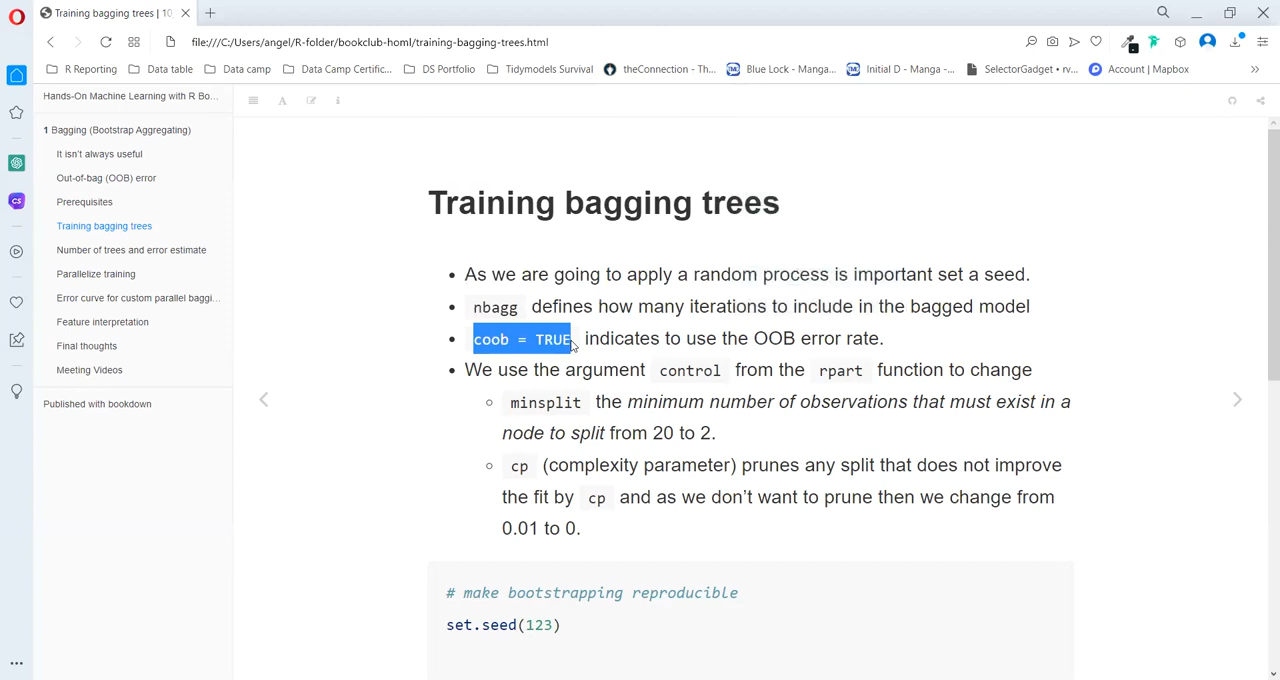 Training bagging trees | 10
file:///C:/Users/angel/R-folder/bookclub-homl/training-bagging-trees.html
R Reporting
Data table
Data camp
Data Camp Certific...
DS Portfolio
Tidymodels Survival
theConnection - Th...
Blue Lock - Manga...
Initial D - Manga -...
SelectorGadget • rv...
Account | Mapbox
Hands-On Machine Learning with R Bo...
1 Bagging (Bootstrap Aggregating)
It isn't always useful
Out-of-bag (OOB) error
Prerequisites
Training bagging trees
Number of trees and error estimate
Parallelize training
Error curve for custom parallel baggi...
Feature interpretation
Final thoughts
Meeting Videos
Published with bookdown
Training bagging trees
• As we are going to apply a random process is important set a seed.
• nbagg defines how many iterations to include in the bagged model
• coob = TRUE indicates to use the OOB error rate.
• We use the argument control from the rpart function to change
minsplit the minimum number of observations that must exist in a
node to split from 20 to 2.
cp (complexity parameter) prunes any split that does not improve
the fit by cp and as we don't want to prune then we change from
0.01 to 0.
# make bootstrapping reproducible
set.seed(123)